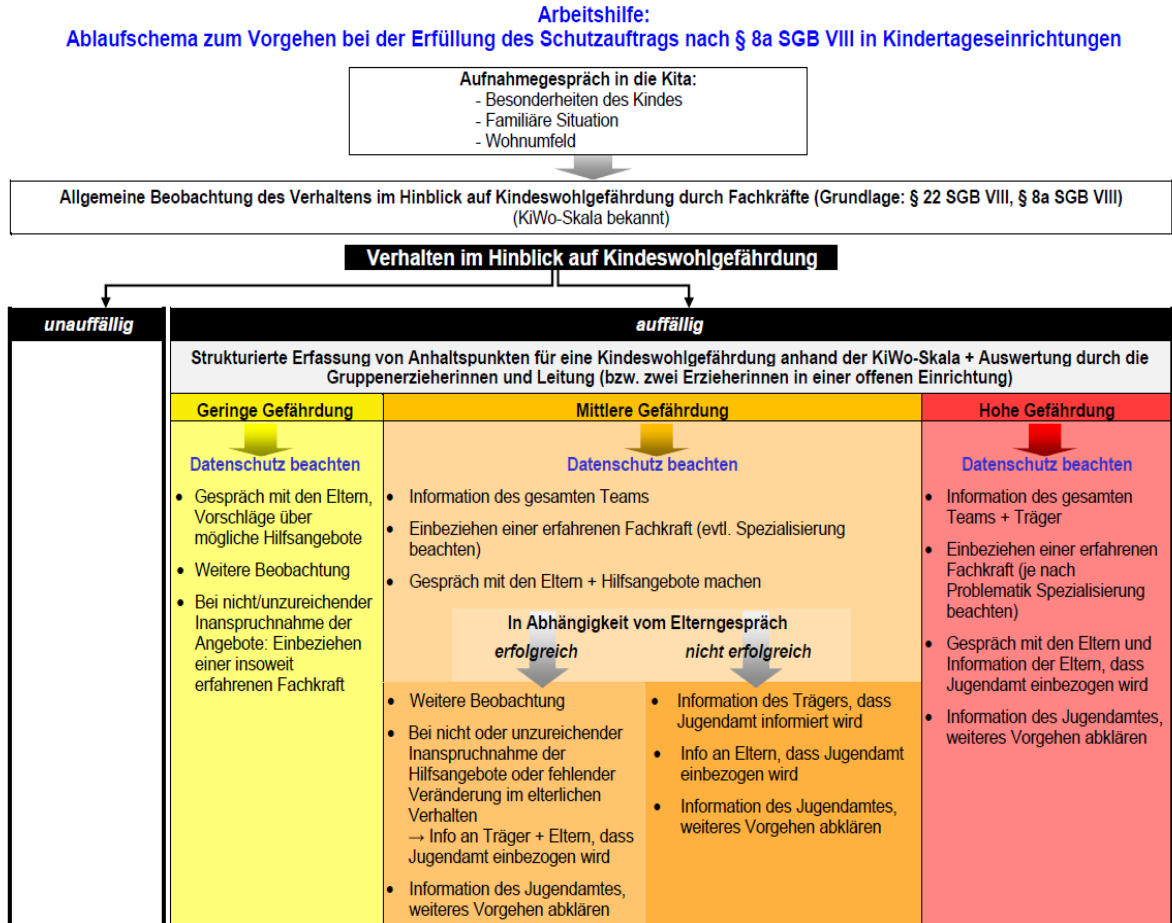 Arbeitshilfe:
Ablaufschema zum Vorgehen bei der Erfüllung des Schutzauftrags nach § 8a SGB VIII in Kindertageseinrichtungen
Aufnahmegespräch in die Kita:
- Besonderheiten des Kindes
- Familiäre Situation
- Wohnumfeld
Allgemeine Beobachtung des Verhaltens im Hinblick auf Kindeswohlgefährdung durch Fachkräfte (Grundlage: § 22 SGB VIII, § 8a SGB VIII)
(KiWo-Skala bekannt)
Verhalten im Hinblick auf Kindeswohlgefährdung
unauffällig
auffällig
Strukturierte Erfassung von Anhaltspunkten für eine Kindeswohlgefährdung anhand der KiWo-Skala + Auswertung durch die
Gruppenerzieherinnen und Leitung (bzw. zwei Erzieherinnen in einer offenen Einrichtung)
Geringe Gefährdung
Datenschutz beachten
• Gespräch mit den Eltern,
Vorschläge über
mögliche Hilfsangebote
• Weitere Beobachtung
• Bei nicht/unzureichender
Inanspruchnahme der
Angebote: Einbeziehen
einer insoweit
erfahrenen Fachkraft
Mittlere Gefährdung
Datenschutz beachten
• Information des gesamten Teams
• Einbeziehen einer erfahrenen Fachkraft (evtl. Spezialisierung
beachten)
• Gespräch mit den Eltern + Hilfsangebote machen
In Abhängigkeit vom Elterngespräch
erfolgreich
nicht erfolgreich
• Weitere Beobachtung
• Bei nicht oder unzureichender
Inanspruchnahme der
Hilfsangebote oder fehlender
Veränderung im elterlichen
Verhalten
→ Info an Träger + Eltern, dass
Jugendamt einbezogen wird
• Information des Jugendamtes,
weiteres Vorgehen abklären
• Information des Trägers, dass
Jugendamt informiert wird
• Info an Eltern, dass Jugendamt
einbezogen wird
• Information des Jugendamtes,
weiteres Vorgehen abklären
Hohe Gefährdung
Datenschutz beachten
• Information des gesamten
Teams + Träger
• Einbeziehen einer erfahrenen
Fachkraft (je nach
Problematik Spezialisierung
beachten)
• Gespräch mit den Eltern und
Information der Eltern, dass
Jugendamt einbezogen wird
• Information des Jugendamtes,
weiteres Vorgehen abklären